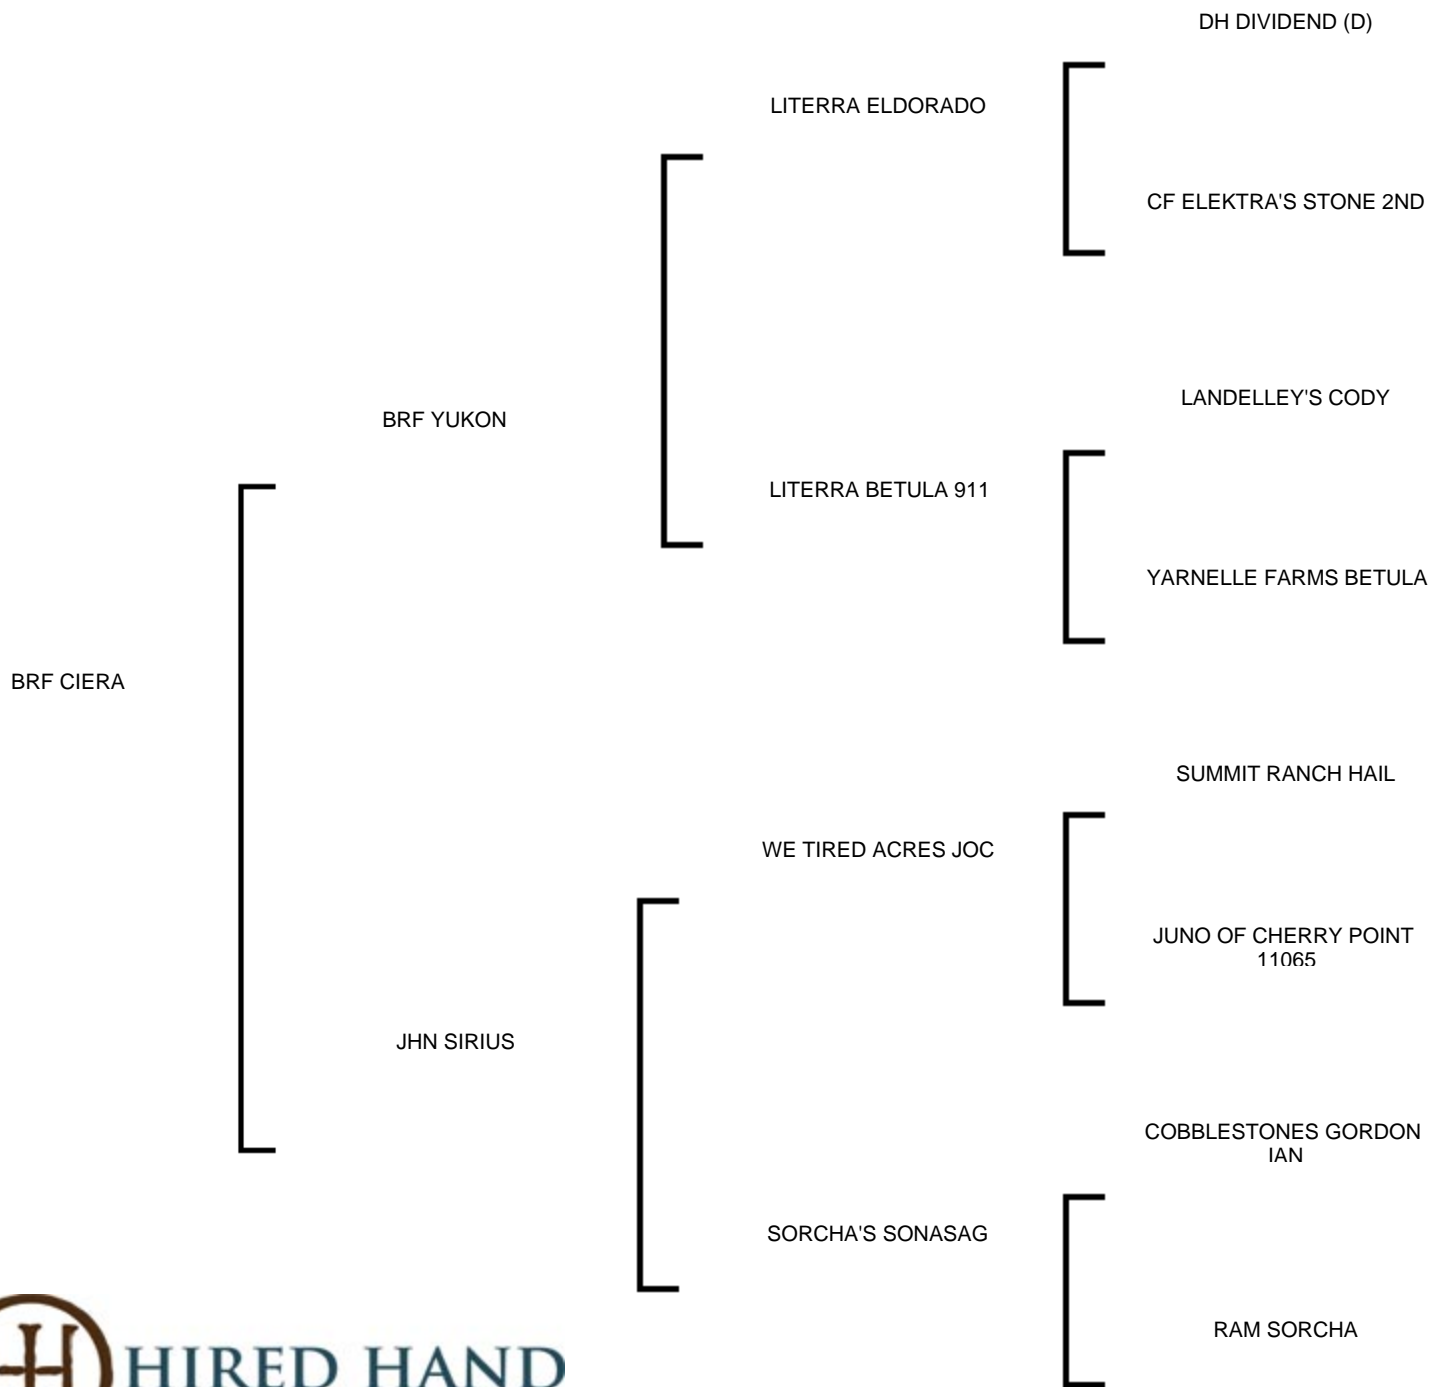 DH DIVIDEND (D)
LITERRA ELDORADO
CF ELEKTRA'S STONE 2ND
LANDELLEY'S CODY
BRF YUKON
LITERRA BETULA 911
YARNELLE FARMS BETULA
BRF CIERA
SUMMIT RANCH HAIL
WE TIRED ACRES JOC
JUNO OF CHERRY POINT
11065
JHN SIRIUS
COBBLESTONES GORDON
IAN
SORCHA'S SONASAG
RAM SORCHA
H HIRED HAND